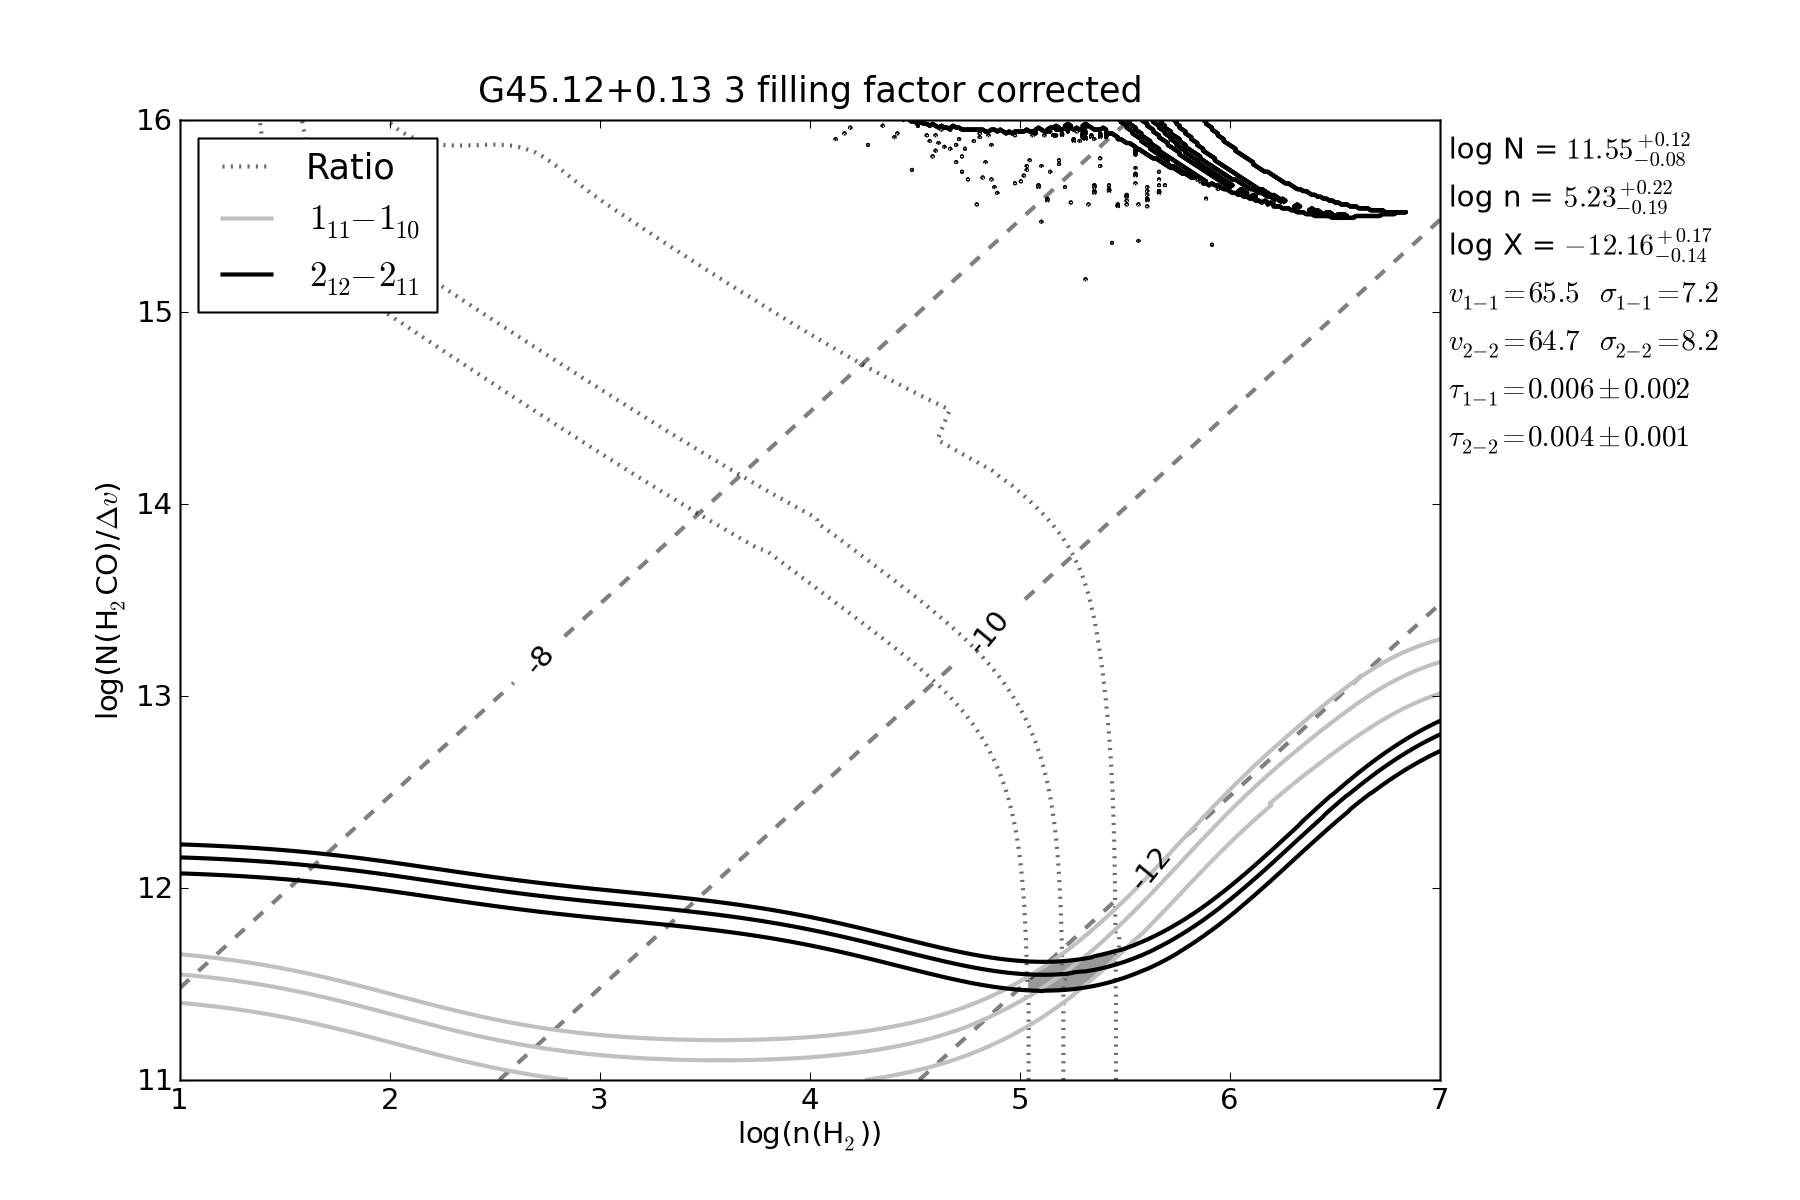 G45.12+0.13 3 filling factor corrected
Ratio
1₁₁−1₁₀
2₁₂−2₁₁
log N = 11.55 +0.12 −0.08
log n = 5.23 +0.22 −0.19
log X = −12.16 +0.17 −0.14
v₁₋₁=65.5 σ₁₋₁=7.2
v₂₋₂=64.7 σ₂₋₂=8.2
τ₁₋₁=0.006±0.002
τ₂₋₂=0.004±0.001
16
15
14
13
12
11
-8
-10
-12
log(N(H₂CO)/Δv)
1 2 3 4 5 6 7
log(n(H₂))